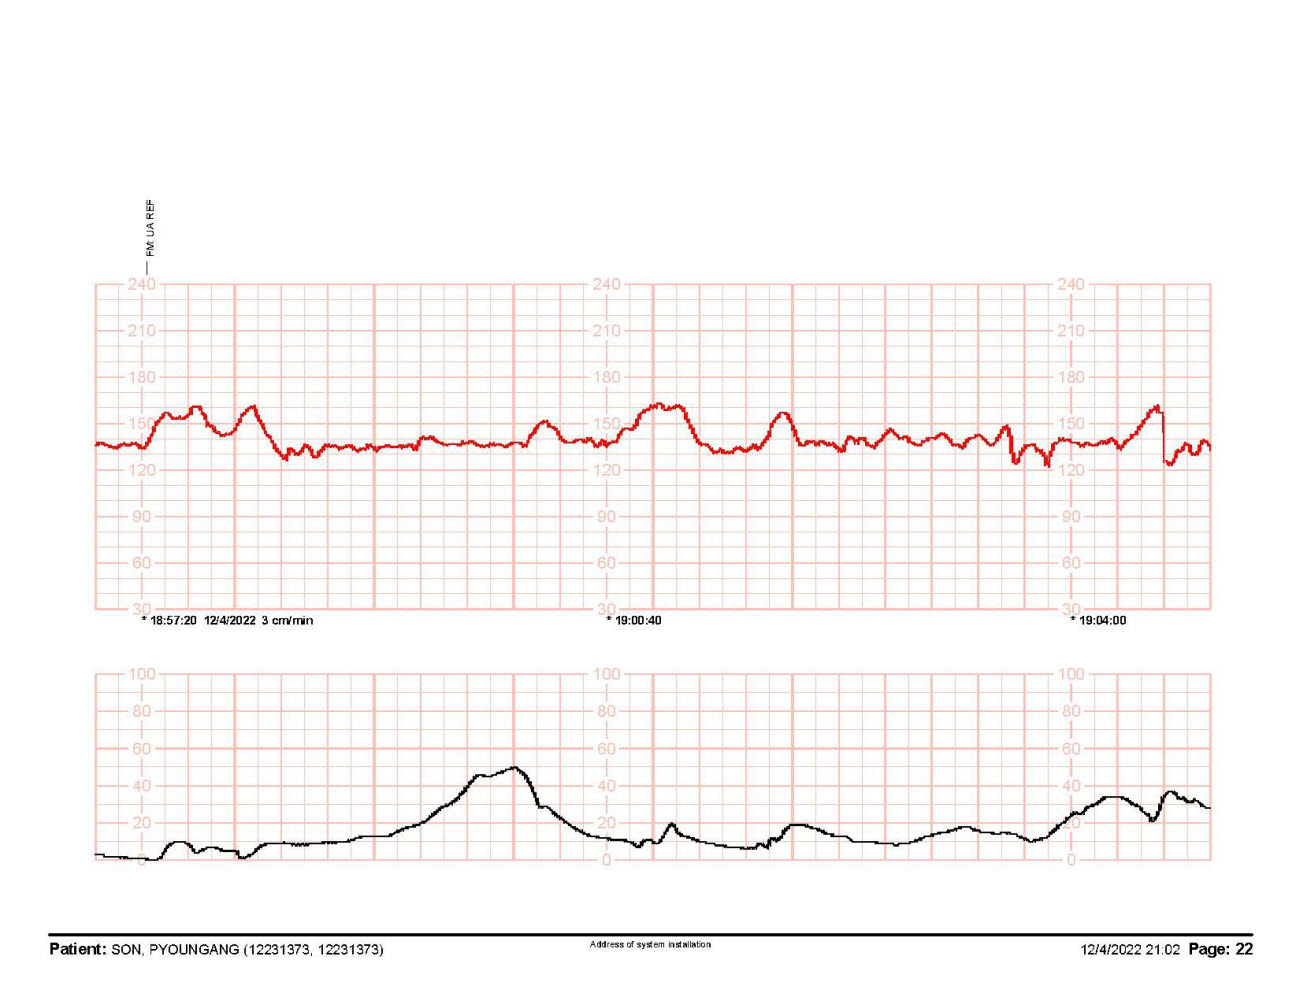 FM: UA REF
240 240 240
210 210 210
180 180 180
150 150 150
120 120 120
90 90 90
60 60 60
30 30 30
* 18:57:20 12/4/2022 3 cm/min * 19:00:40 * 19:04:00
100 100 100
80 80 80
60 60 60
40 40 40
20 20 20
0 0 0
Patient: SON, PYOUNGANG (12231373, 12231373) Address of system installation 12/4/2022 21:02 Page: 22